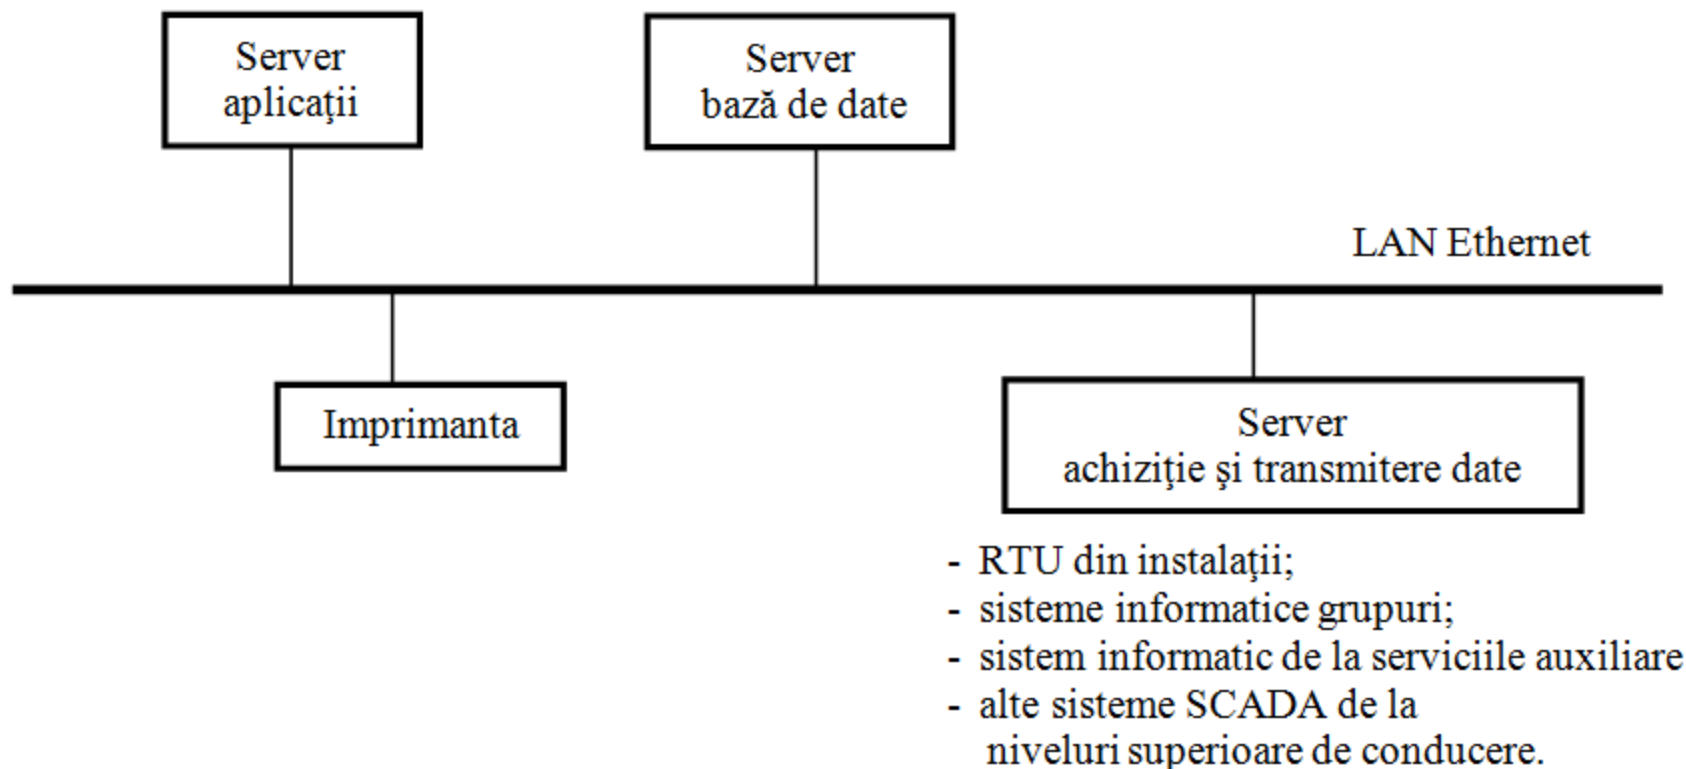 Server
aplicaţii
Server
bază de date
LAN Ethernet
Imprimanta
Server
achiziţie şi transmitere date
- RTU din instalaţii;
- sisteme informatice grupuri;
- sistem informatic de la serviciile auxiliare
- alte sisteme SCADA de la
niveluri superioare de conducere.